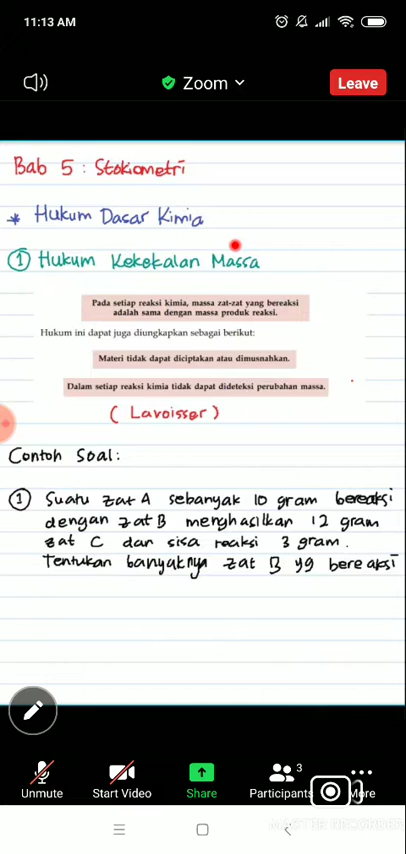 11:13 AM
Zoom
Leave
Bab 5 : Stokiometri
* Hukum Dasar Kimia
① Hukum Kekekalan Massa
Pada setiap reaksi kimia, massa zat-zat yang bereaksi
adalah sama dengan massa produk reaksi.
Hukum ini dapat juga diungkapkan sebagai berikut:
Materi tidak dapat diciptakan atau dimusnahkan.
Dalam setiap reaksi kimia tidak dapat dideteksi perubahan massa.
( Lavoisser )
Contoh Soal :
① Suatu zat A sebanyak 10 gram bereaksi
dengan zat B menghasilkan 12 gram
zat C dan sisa reaksi 3 gram.
Tentukan banyaknya zat B yg bereaksi
Unmute
Start Video
Share
Participants
3
More
MASTER RECORDER